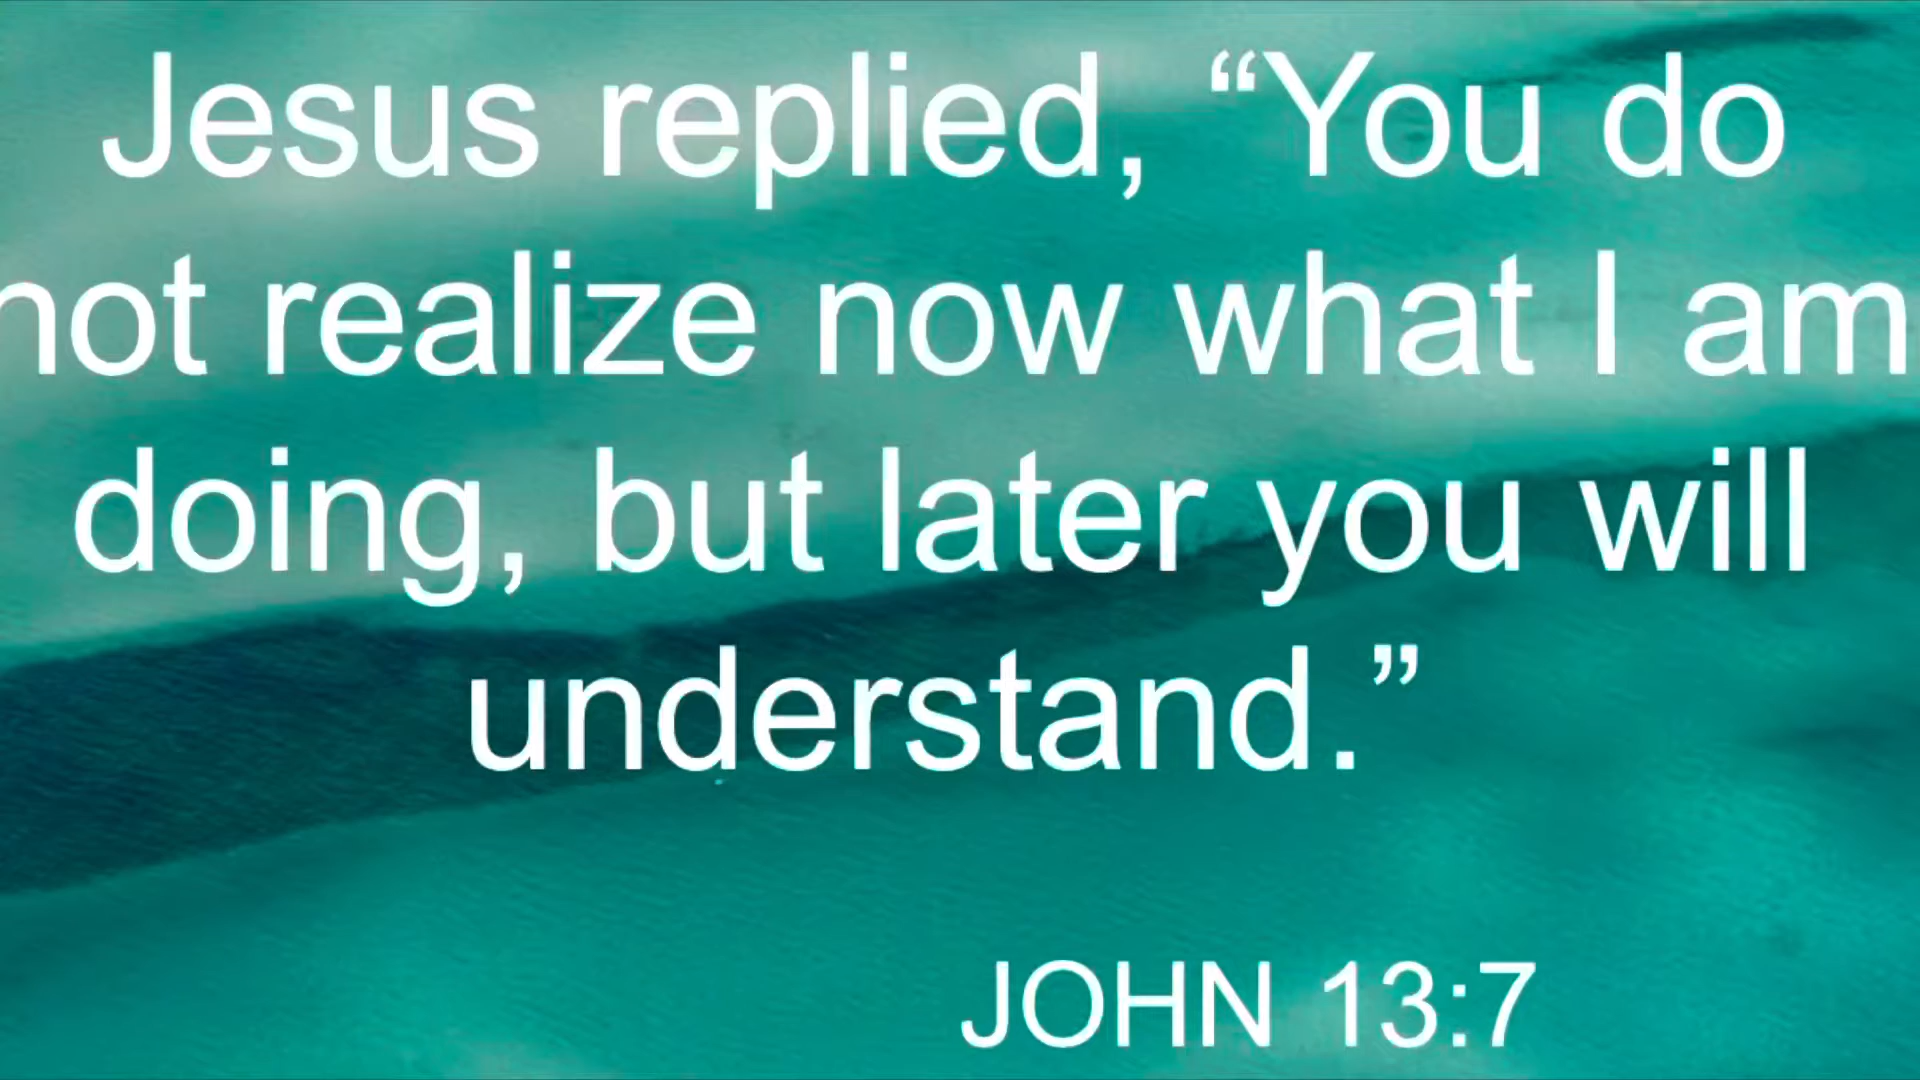 Jesus replied, “You do
not realize now what I am
doing, but later you will
understand.”
JOHN 13:7